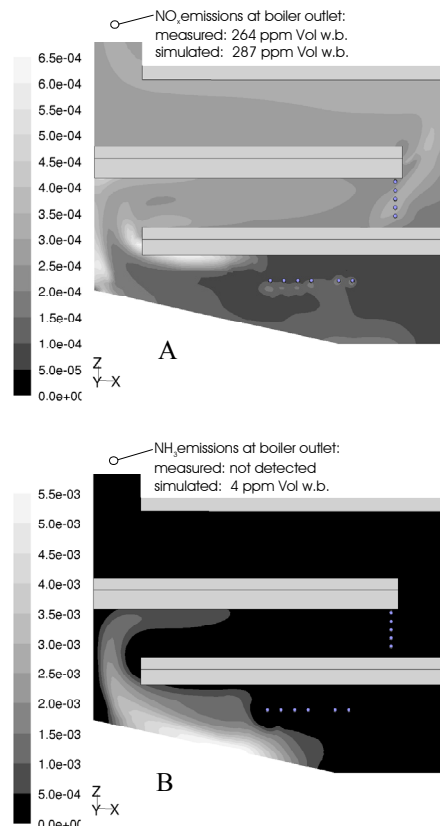 NOₓemissions at boiler outlet:
measured: 264 ppm Vol w.b.
simulated: 287 ppm Vol w.b.
6.5e-04
6.0e-04
5.5e-04
5.0e-04
4.5e-04
4.0e-04
3.5e-04
3.0e-04
2.5e-04
2.0e-04
1.5e-04
1.0e-04
5.0e-05
0.0e+00
A
Z
Y X
NH₃emissions at boiler outlet:
measured: not detected
simulated: 4 ppm Vol w.b.
5.5e-03
5.0e-03
4.5e-03
4.0e-03
3.5e-03
3.0e-03
2.5e-03
2.0e-03
1.5e-03
1.0e-03
5.0e-04
0.0e+00
B
Z
Y X